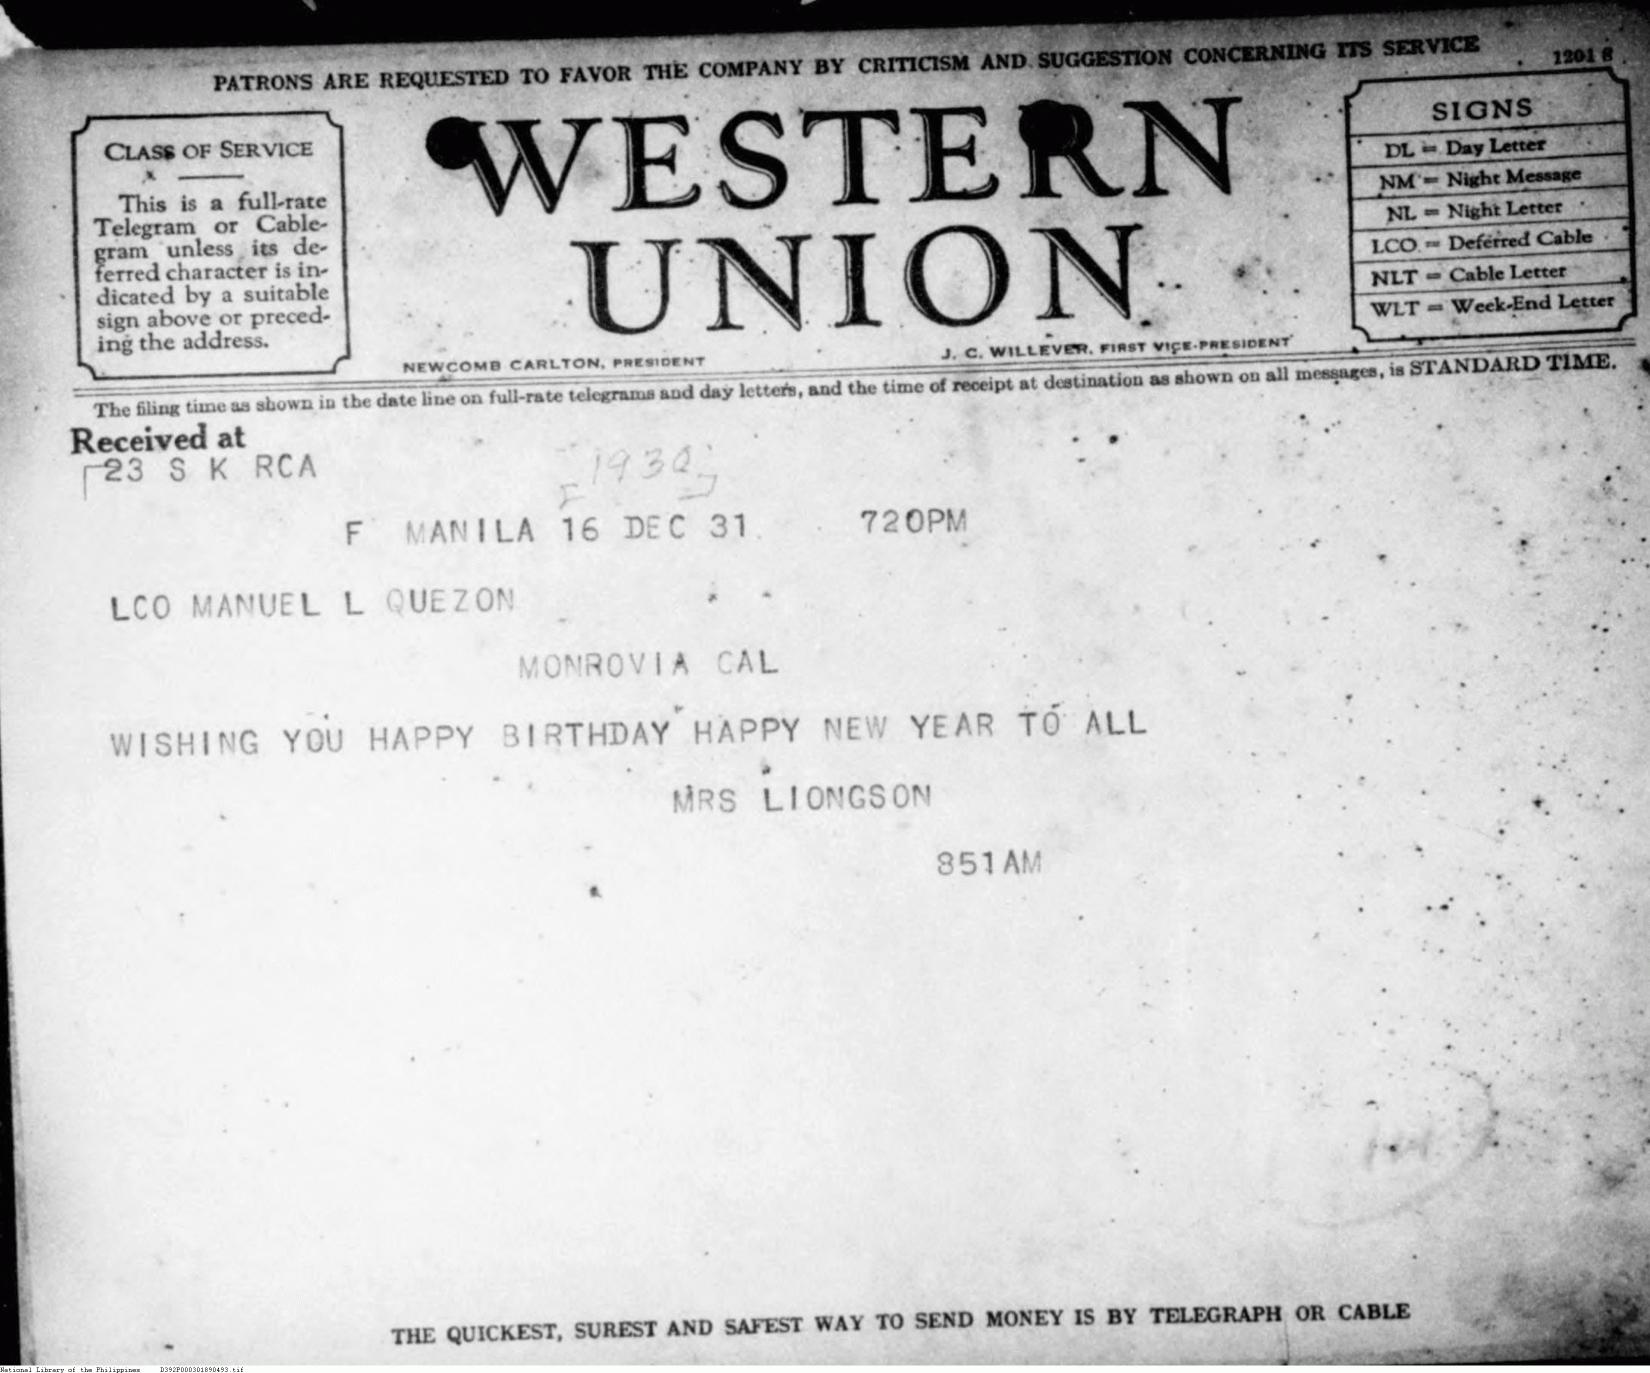 PATRONS ARE REQUESTED TO FAVOR THE COMPANY BY CRITICISM AND SUGGESTION CONCERNING ITS SERVICE
1201 S
CLASS OF SERVICE
This is a full-rate
Telegram or Cable-
gram unless its de-
ferred character is in-
dicated by a suitable
sign above or preced-
ing the address.
WESTERN
UNION
NEWCOMB CARLTON, PRESIDENT
J. C. WILLEVER, FIRST VICE-PRESIDENT
SIGNS
DL = Day Letter
NM = Night Message
NL = Night Letter
LCO = Deferred Cable
NLT = Cable Letter
WLT = Week-End Letter
The filing time as shown in the date line on full-rate telegrams and day letters, and the time of receipt at destination as shown on all messages, is STANDARD TIME.
Received at
23 S K RCA
[1930]
F MANILA 16 DEC 31 720PM
LCO MANUEL L QUEZON
MONROVIA CAL
WISHING YOU HAPPY BIRTHDAY HAPPY NEW YEAR TO ALL
MRS LIONGSON
851AM
THE QUICKEST, SUREST AND SAFEST WAY TO SEND MONEY IS BY TELEGRAPH OR CABLE
National Library of the Philippines D392P000301890493.tif